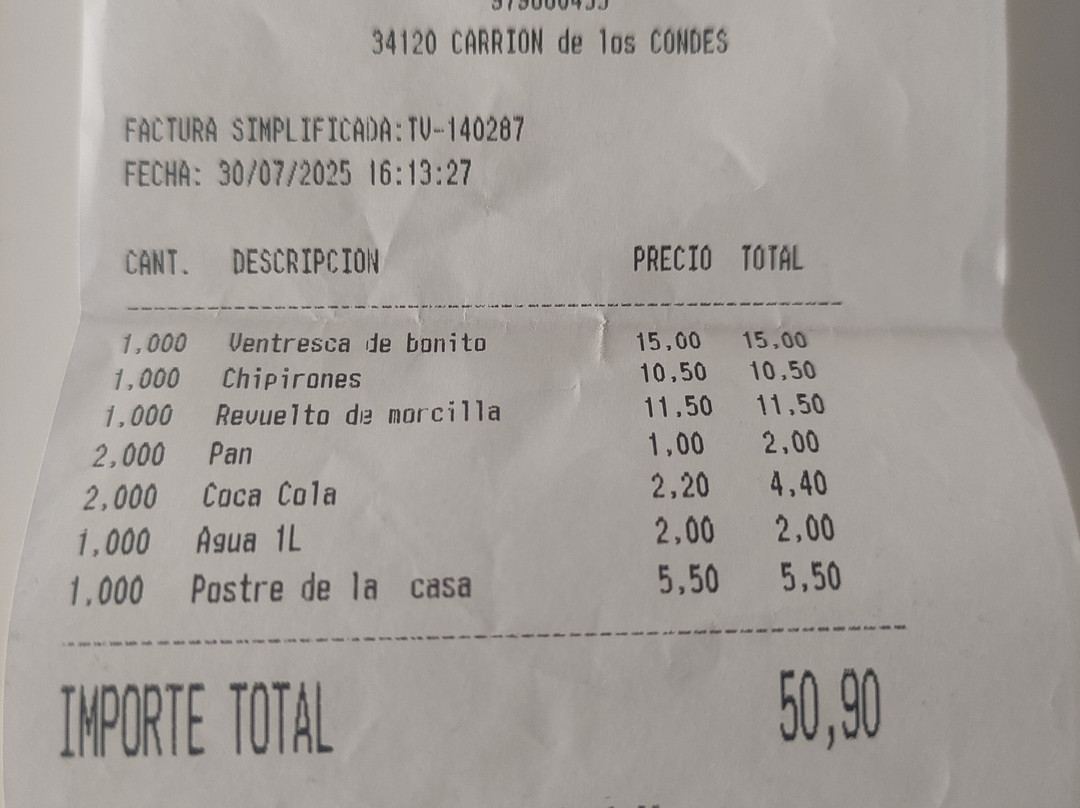 34120 CARRION de los CONDES
FACTURA SIMPLIFICADA:TV-140287
FECHA: 30/07/2025 16:13:27
CANT. DESCRIPCION PRECIO TOTAL
1,000 Ventresca de bonito 15,00 15,00
1,000 Chipirones 10,50 10,50
1,000 Revuelto de morcilla 11,50 11,50
2,000 Pan 1,00 2,00
2,000 Coca Cola 2,20 4,40
1,000 Agua 1L 2,00 2,00
1,000 Postre de la casa 5,50 5,50
IMPORTE TOTAL 50,90